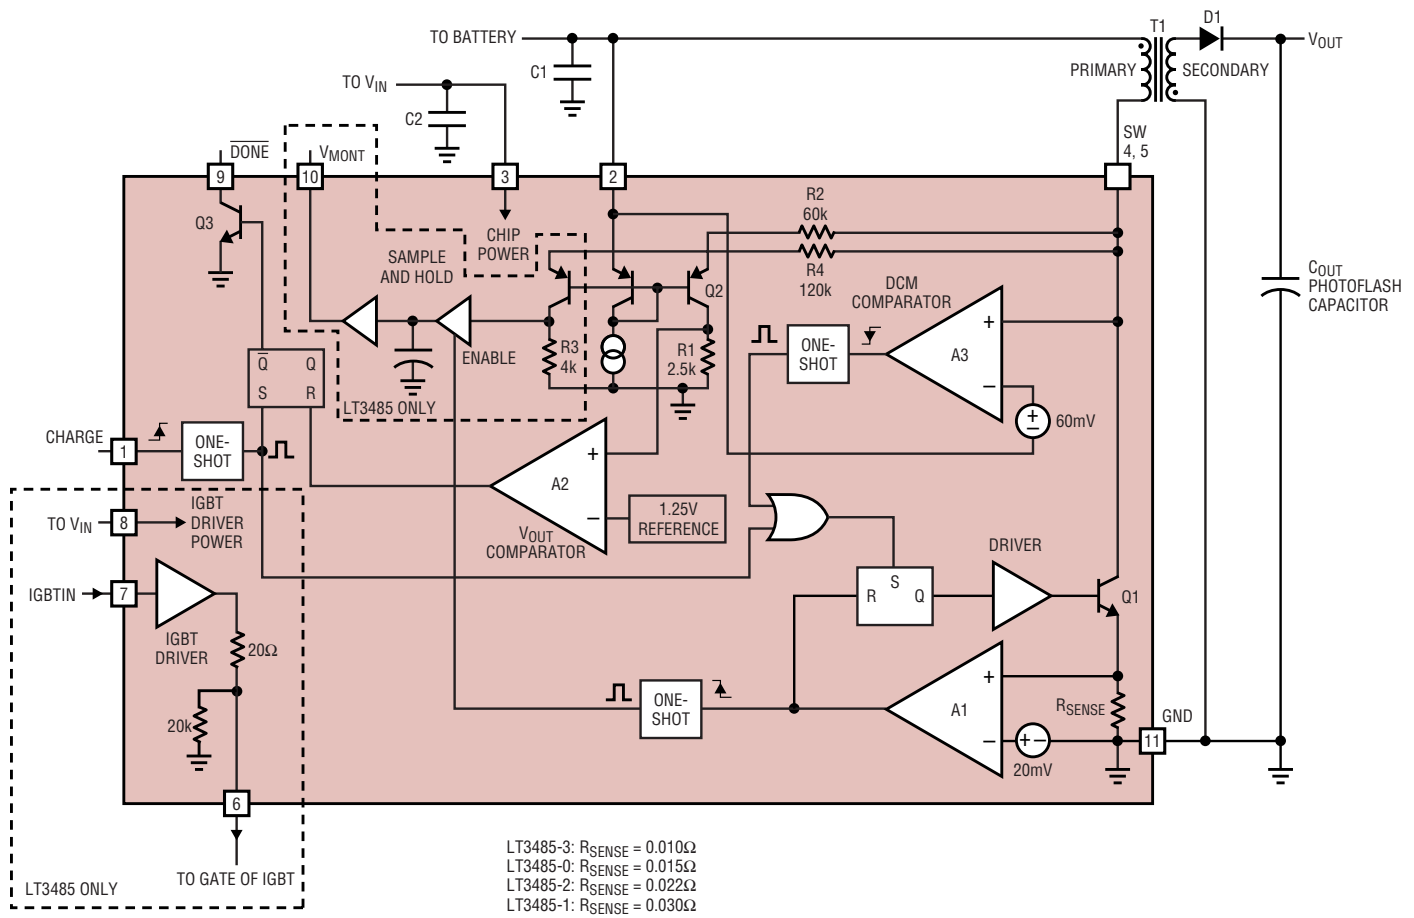 T1
D1
TO BATTERY
VOUT
C1
PRIMARY
SECONDARY
TO VIN
C2
SW
4, 5
DONE
VMONT
9
10
3
2
R2
60k
Q3
CHIP
POWER
SAMPLE
AND HOLD
R4
120k
Q2
DCM
COMPARATOR
COUT
PHOTOFLASH
CAPACITOR
+
A3
–
ONE-
SHOT
ENABLE
R3
4k
R1
2.5k
Q Q
S R
LT3485 ONLY
+
–
60mV
CHARGE
1
ONE-
SHOT
+
A2
–
1.25V
REFERENCE
VOUT
COMPARATOR
TO VIN
8
IGBT
DRIVER
POWER
DRIVER
IGBTIN
7
S
R Q
Q1
IGBT
DRIVER
20Ω
20k
ONE-
SHOT
+
A1
–
RSENSE
GND
11
+ –
20mV
6
TO GATE OF IGBT
LT3485 ONLY
LT3485-3: RSENSE = 0.010Ω
LT3485-0: RSENSE = 0.015Ω
LT3485-2: RSENSE = 0.022Ω
LT3485-1: RSENSE = 0.030Ω